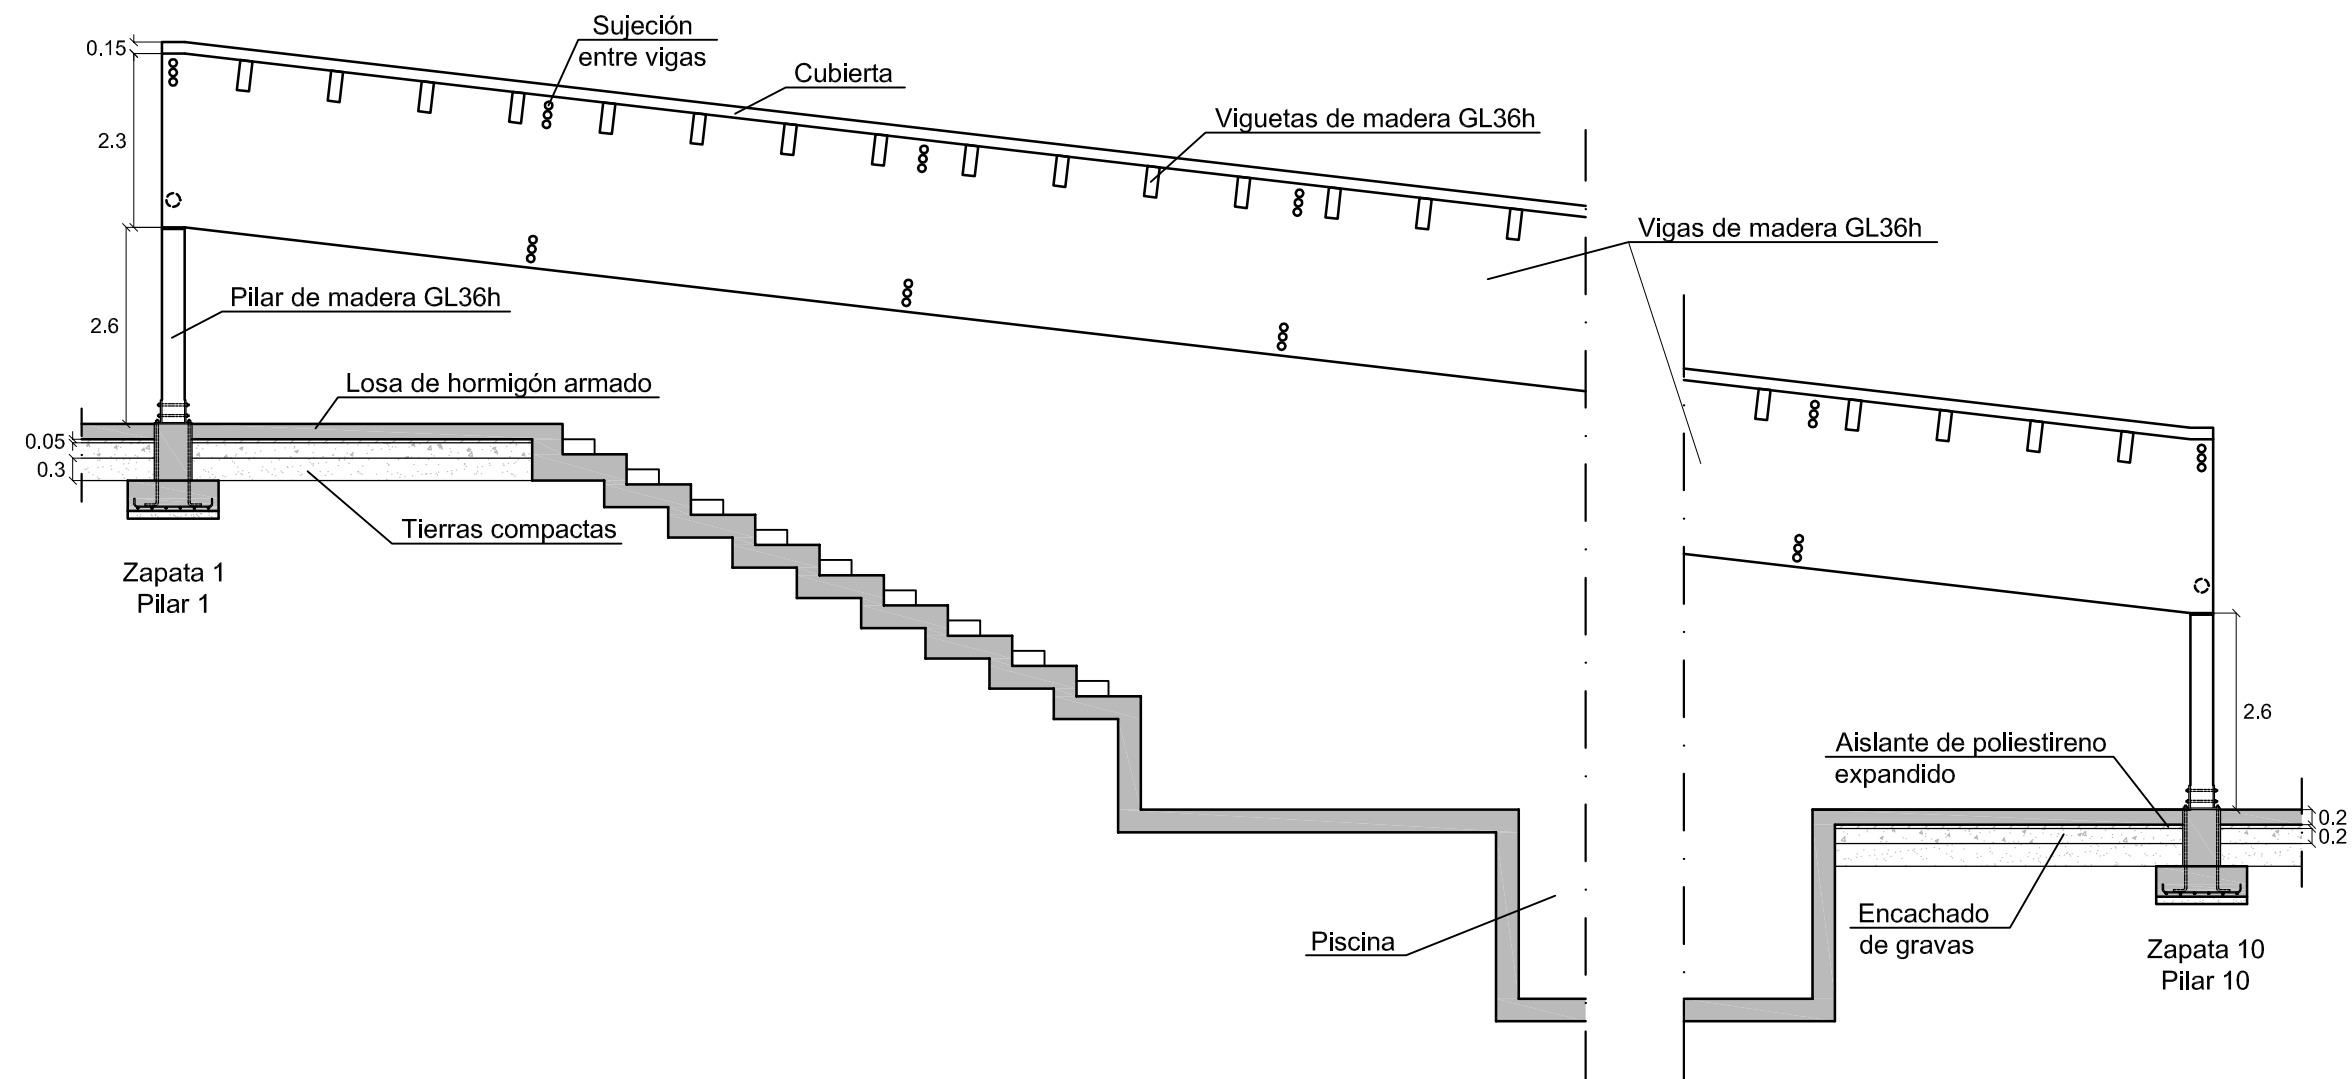 Sujeción
entre vigas
0.15
Cubierta
Viguetas de madera GL36h
2.3
Vigas de madera GL36h
Pilar de madera GL36h
2.6
Losa de hormigón armado
0.05
0.3
Tierras compactas
Zapata 1
Pilar 1
2.6
Aislante de poliestireno
expandido
0.2
0.2
Encachado
de gravas
Piscina
Zapata 10
Pilar 10